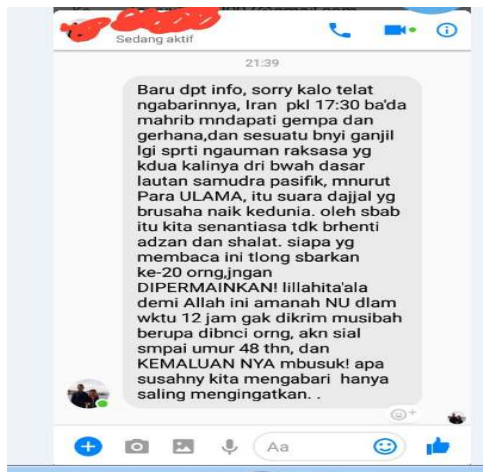 Sedang aktif
21:39
Baru dpt info, sorry kalo telat
ngabarinnya, Iran  pkl 17:30 ba'da
mahrib mndapati gempa dan
gerhana,dan sesuatu bnyi ganjil
lgi sprti ngauman raksasa yg
kdua kalinya dri bwah dasar
lautan samudra pasifik, mnurut
Para ULAMA, itu suara dajjal yg
brusaha naik kedunia. oleh sbab
itu kita senantiasa tdk brhenti
adzan dan shalat. siapa yg
membaca ini tlong sbarkan
ke-20 orng,jngan
DIPERMAINKAN! lillahita'ala
demi Allah ini amanah NU dlam
wktu 12 jam gak dikrim musibah
berupa dibnci orng, akn sial
smpai umur 48 thn, dan
KEMALUAN NYA mbusuk! apa
susahny kita mengabari  hanya
saling mengingatkan. .
Aa